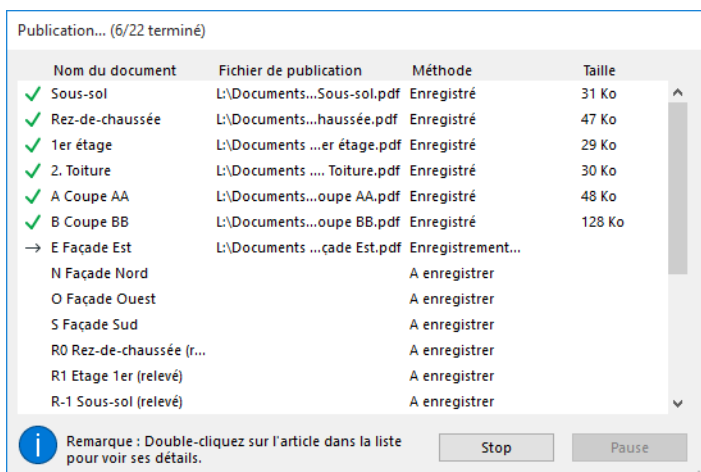 Publication... (6/22 terminé)
Nom du document Fichier de publication Méthode Taille
Sous-sol L:\Documents...Sous-sol.pdf Enregistré 31 Ko
Rez-de-chaussée L:\Documents...haussée.pdf Enregistré 47 Ko
1er étage L:\Documents ...er étage.pdf Enregistré 29 Ko
2. Toiture L:\Documents .... Toiture.pdf Enregistré 30 Ko
A Coupe AA L:\Documents...oupe AA.pdf Enregistré 48 Ko
B Coupe BB L:\Documents...oupe BB.pdf Enregistré 128 Ko
E Façade Est L:\Documents ...çade Est.pdf Enregistrement...
N Façade Nord A enregistrer
O Façade Ouest A enregistrer
S Façade Sud A enregistrer
R0 Rez-de-chaussée (r... A enregistrer
R1 Etage 1er (relevé) A enregistrer
R-1 Sous-sol (relevé) A enregistrer
Remarque : Double-cliquez sur l'article dans la liste
pour voir ses détails.
Stop
Pause